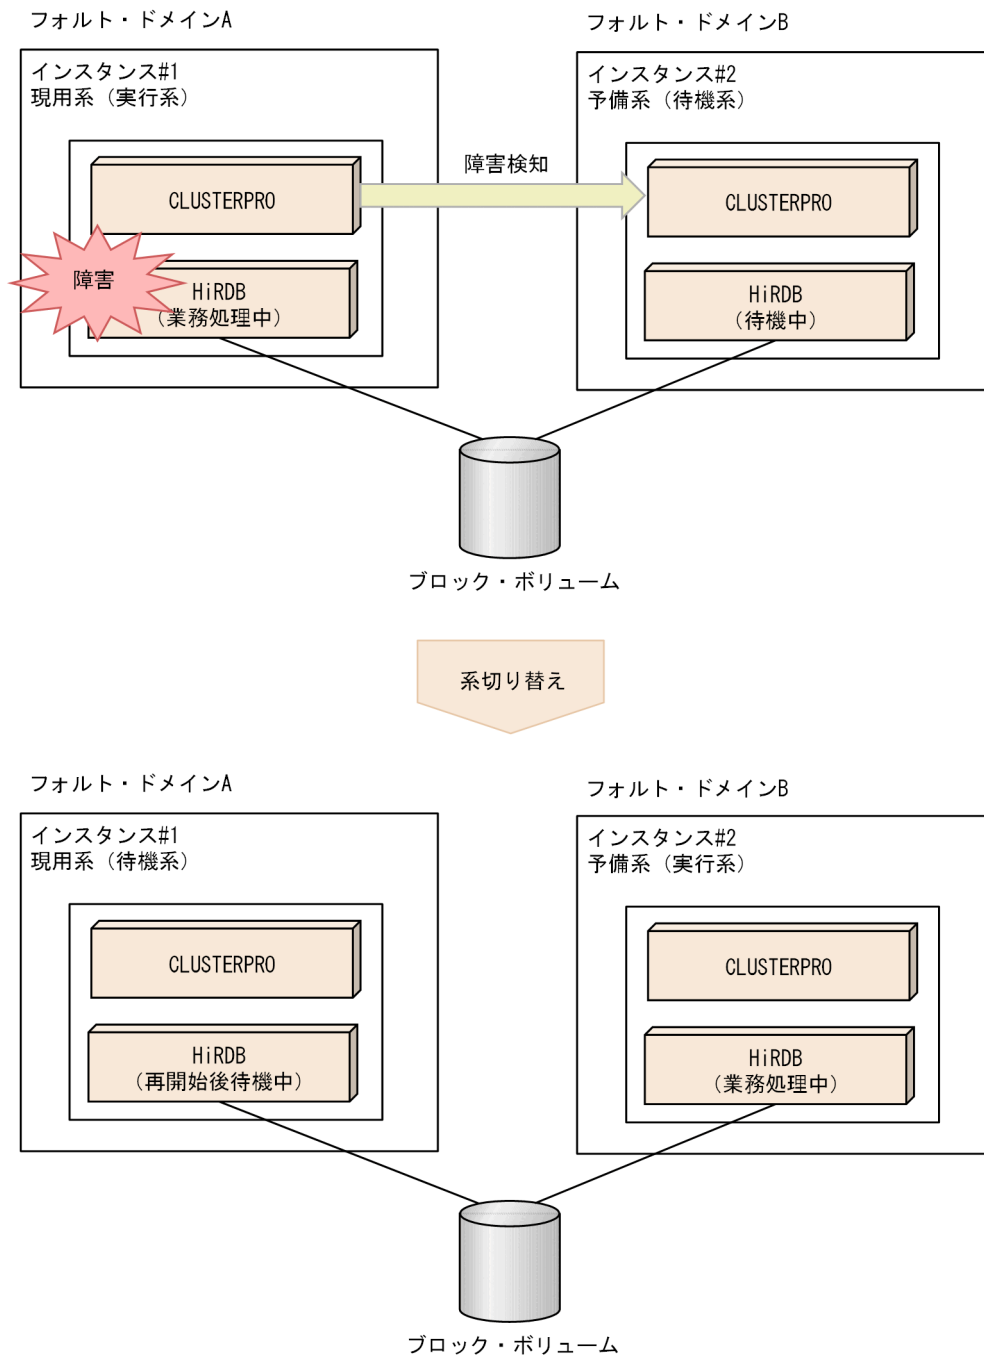 フォルト・ドメインA
フォルト・ドメインB
インスタンス#1
現用系（実行系）
インスタンス#2
予備系（待機系）
障害検知
CLUSTERPRO
CLUSTERPRO
障害
HiRDB
（業務処理中）
HiRDB
（待機中）
ブロック・ボリューム
系切り替え
フォルト・ドメインA
フォルト・ドメインB
インスタンス#1
現用系（待機系）
インスタンス#2
予備系（実行系）
CLUSTERPRO
CLUSTERPRO
HiRDB
（再開始後待機中）
HiRDB
（業務処理中）
ブロック・ボリューム